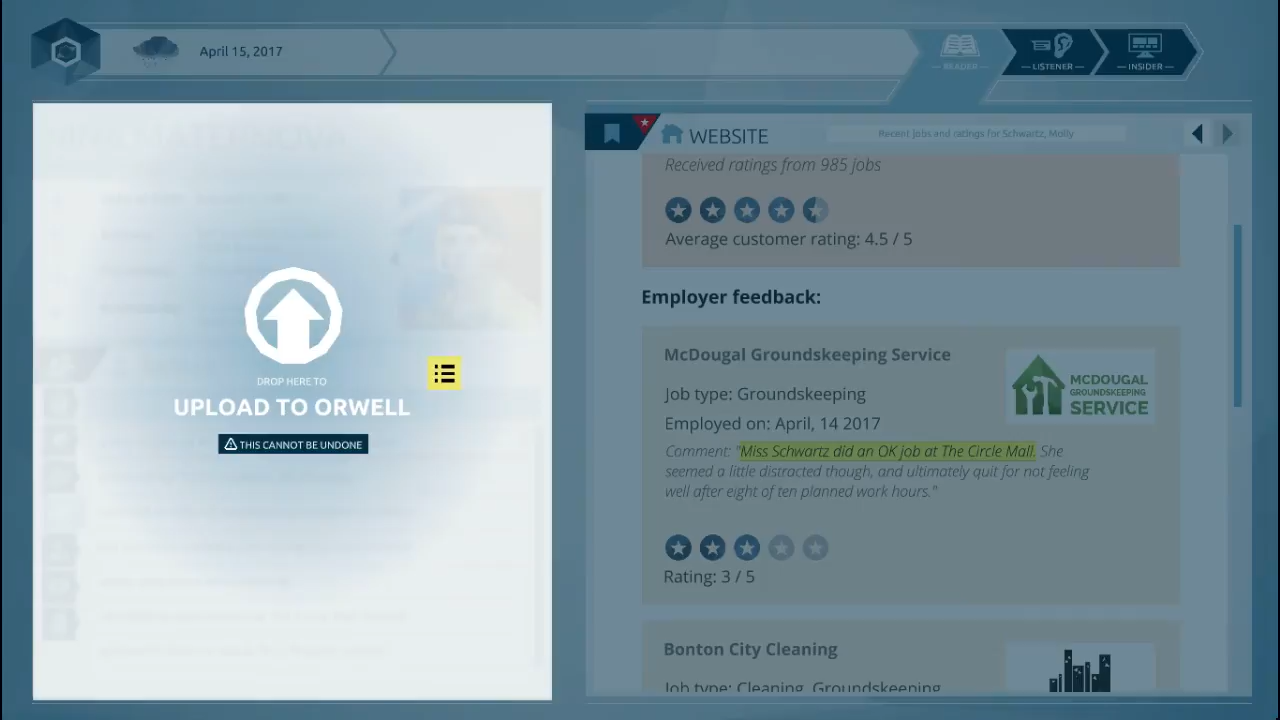 April 15, 2017
READER
LISTENER
INSIDER
WEBSITE
Recent jobs and ratings for Schwartz, Molly
Received ratings from 985 jobs
Average customer rating: 4.5 / 5
Employer feedback:
McDougal Groundskeeping Service
Job type: Groundskeeping
Employed on: April, 14 2017
Comment: "Miss Schwartz did an OK job at The Circle Mall. She
seemed a little distracted though, and ultimately quit for not feeling
well after eight of ten planned work hours."
MCDOUGAL
GROUNDSKEEPING
SERVICE
Rating: 3 / 5
Bonton City Cleaning
Job type: Cleaning, Groundskeeping
DROP HERE TO
UPLOAD TO ORWELL
THIS CANNOT BE UNDONE